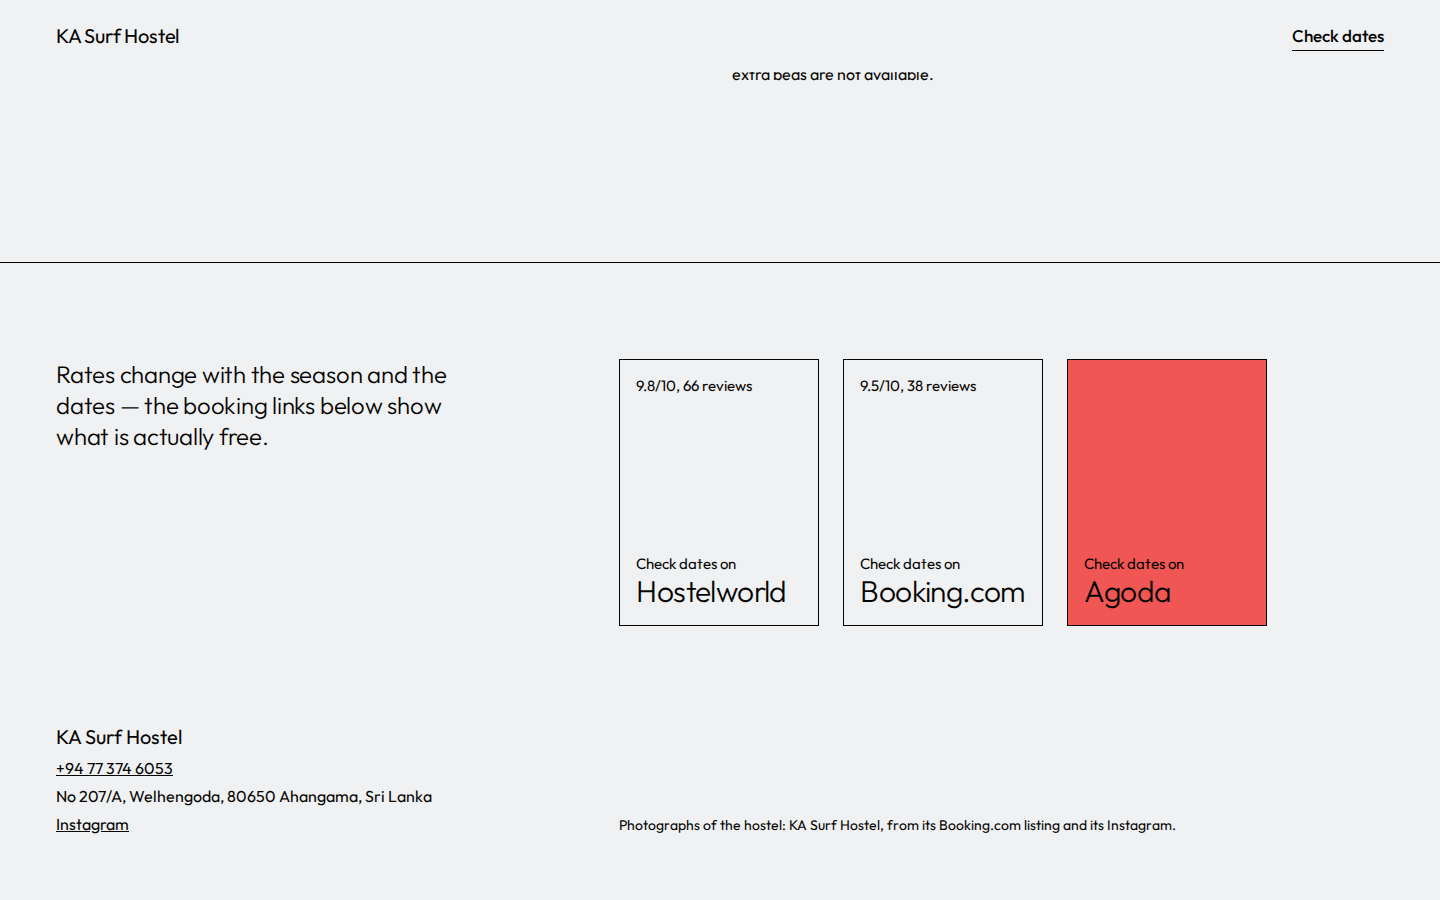 KA Surf Hostel
Check dates
extra beds are not available.
Rates change with the season and the
dates — the booking links below show
what is actually free.
9.8/10, 66 reviews
Check dates on
Hostelworld
9.5/10, 38 reviews
Check dates on
Booking.com
Check dates on
Agoda
KA Surf Hostel
+94 77 374 6053
No 207/A, Welhengoda, 80650 Ahangama, Sri Lanka
Instagram
Photographs of the hostel: KA Surf Hostel, from its Booking.com listing and its Instagram.